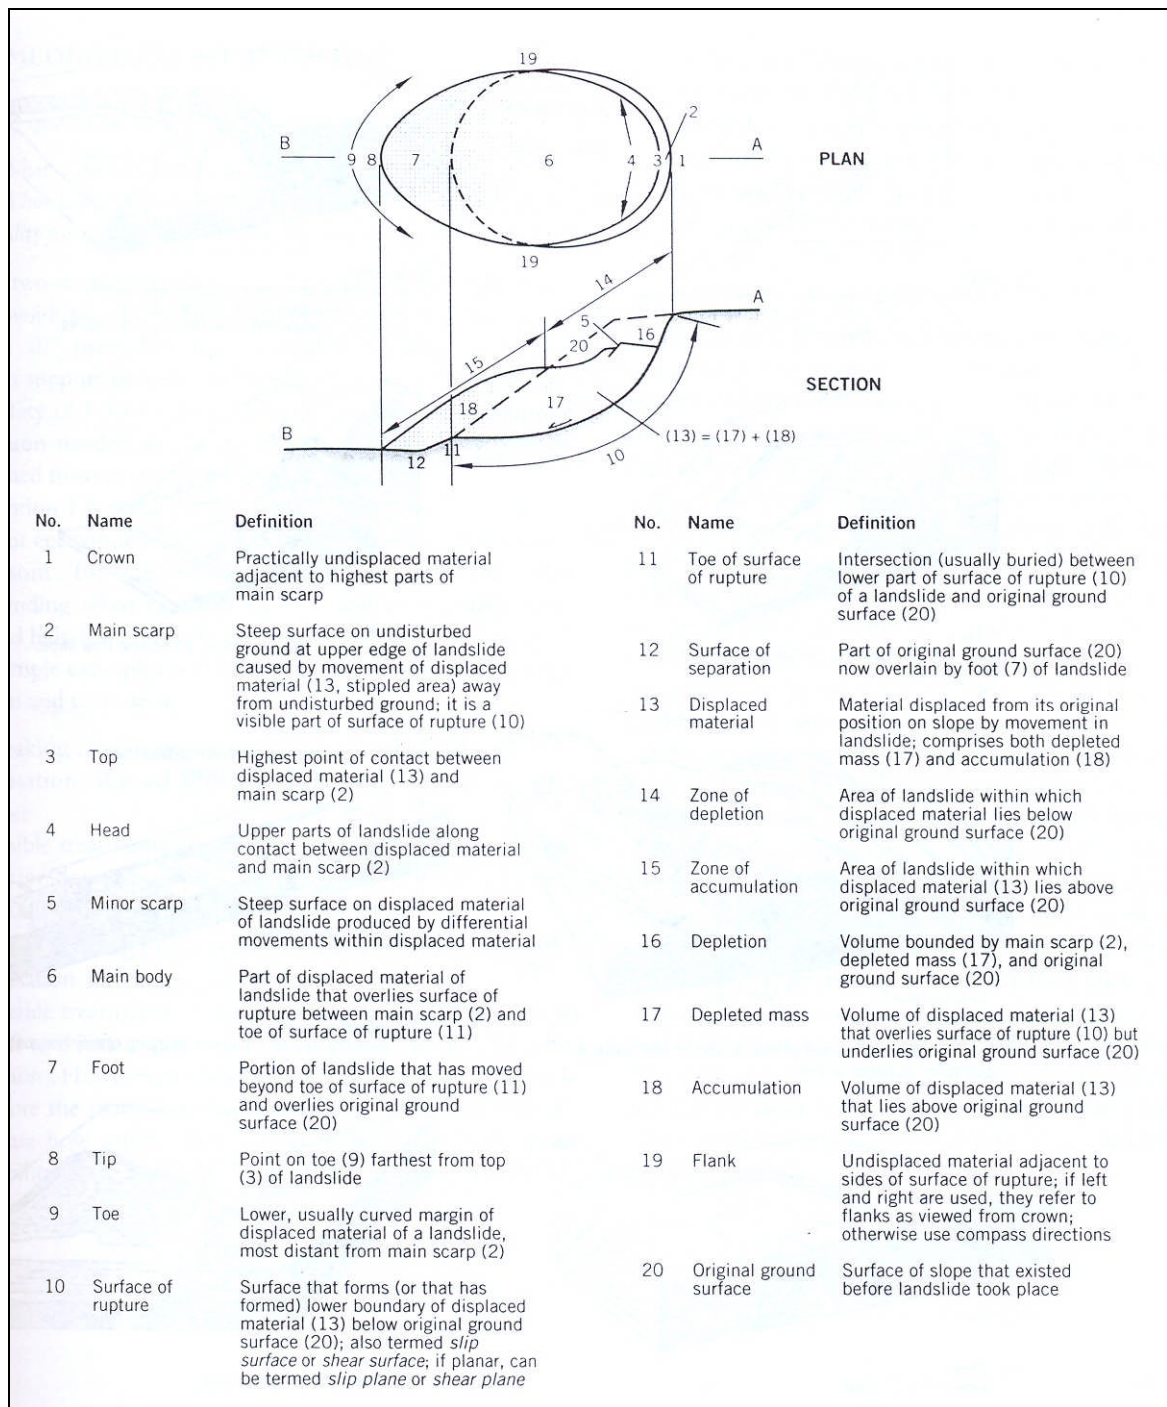 19
2
B
A
9 8 7 6 4 3 1
PLAN
19
14
A
5
16
20
15
SECTION
18
17
B
(13) = (17) + (18)
11
12
10
No. Name Definition
1 Crown Practically undisplaced material
adjacent to highest parts of
main scarp
2 Main scarp Steep surface on undisturbed
ground at upper edge of landslide
caused by movement of displaced
material (13, stippled area) away
from undisturbed ground; it is a
visible part of surface of rupture (10)
3 Top Highest point of contact between
displaced material (13) and
main scarp (2)
4 Head Upper parts of landslide along
contact between displaced material
and main scarp (2)
5 Minor scarp Steep surface on displaced material
of landslide produced by differential
movements within displaced material
6 Main body Part of displaced material of
landslide that overlies surface of
rupture between main scarp (2) and
toe of surface of rupture (11)
7 Foot Portion of landslide that has moved
beyond toe of surface of rupture (11)
and overlies original ground
surface (20)
8 Tip Point on toe (9) farthest from top
(3) of landslide
9 Toe Lower, usually curved margin of
displaced material of a landslide,
most distant from main scarp (2)
10 Surface of Surface that forms (or that has
rupture formed) lower boundary of displaced
material (13) below original ground
surface (20); also termed slip
surface or shear surface; if planar, can
be termed slip plane or shear plane
No. Name Definition
11 Toe of surface Intersection (usually buried) between
of rupture lower part of surface of rupture (10)
of a landslide and original ground
surface (20)
12 Surface of Part of original ground surface (20)
separation now overlain by foot (7) of landslide
13 Displaced Material displaced from its original
material position on slope by movement in
landslide; comprises both depleted
mass (17) and accumulation (18)
14 Zone of Area of landslide within which
depletion displaced material lies below
original ground surface (20)
15 Zone of Area of landslide within which
accumulation displaced material (13) lies above
original ground surface (20)
16 Depletion Volume bounded by main scarp (2),
depleted mass (17), and original
ground surface (20)
17 Depleted mass Volume of displaced material (13)
that overlies surface of rupture (10) but
underlies original ground surface (20)
18 Accumulation Volume of displaced material (13)
that lies above original ground
surface (20)
19 Flank Undisplaced material adjacent to
sides of surface of rupture; if left
and right are used, they refer to
flanks as viewed from crown;
otherwise use compass directions
20 Original ground Surface of slope that existed
surface before landslide took place